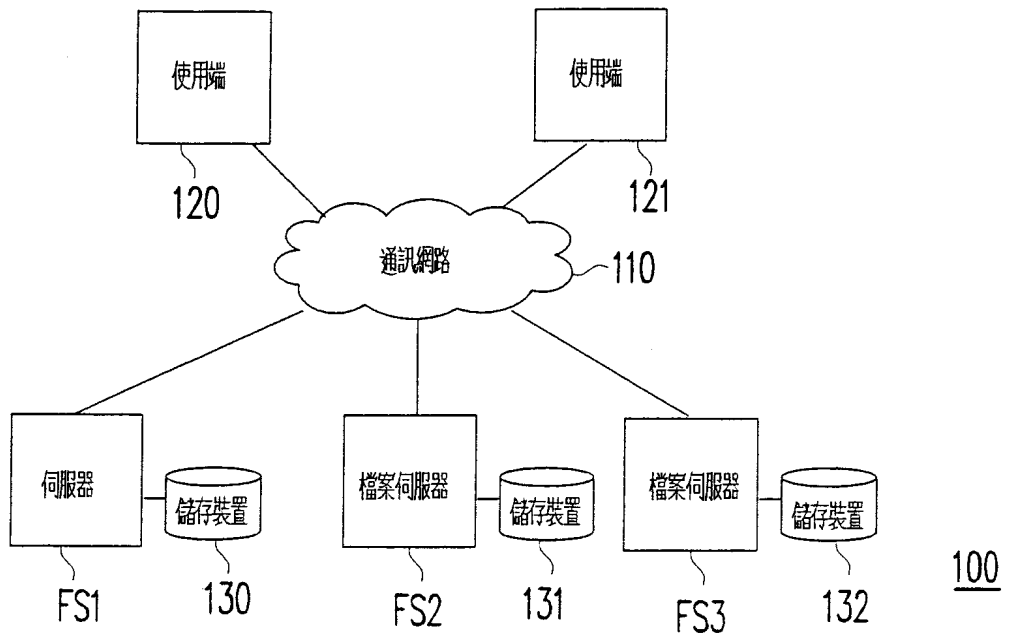 使用端
使用端
120
121
通訊網路
110
伺服器
儲存裝置
檔案伺服器
儲存裝置
檔案伺服器
儲存裝置
FS1
130
FS2
131
FS3
132
100